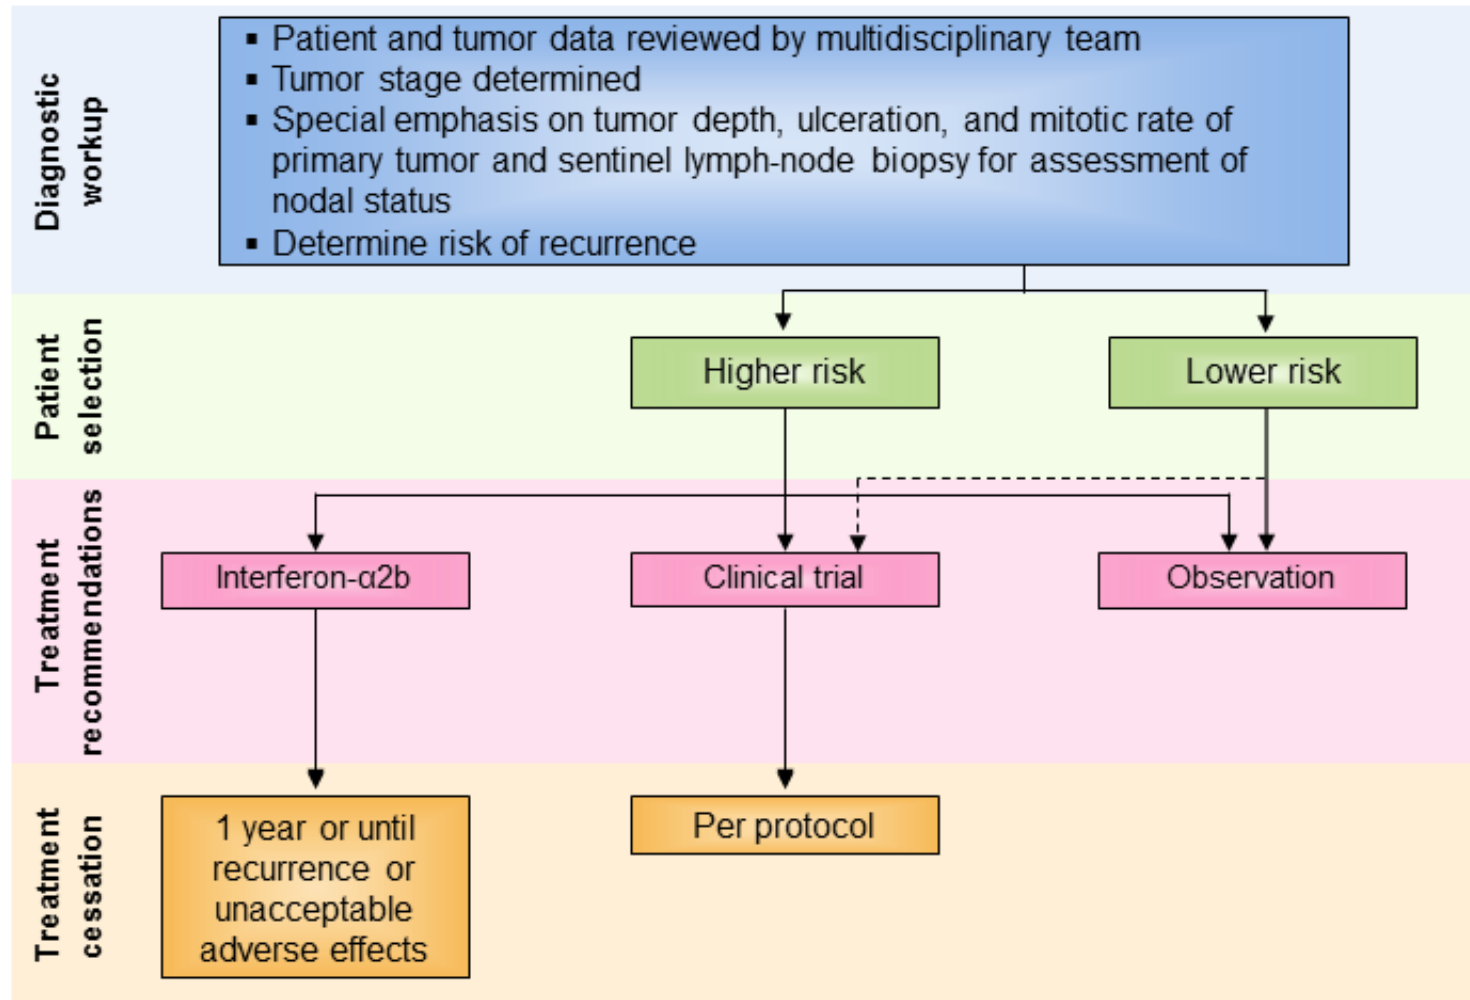 Diagnostic
workup
▪ Patient and tumor data reviewed by multidisciplinary team
▪ Tumor stage determined
▪ Special emphasis on tumor depth, ulceration, and mitotic rate of
primary tumor and sentinel lymph-node biopsy for assessment of
nodal status
▪ Determine risk of recurrence
Patient
selection
Higher risk
Lower risk
Treatment
recommendations
Interferon-α2b
Clinical trial
Observation
Treatment
cessation
1 year or until
recurrence or
unacceptable
adverse effects
Per protocol